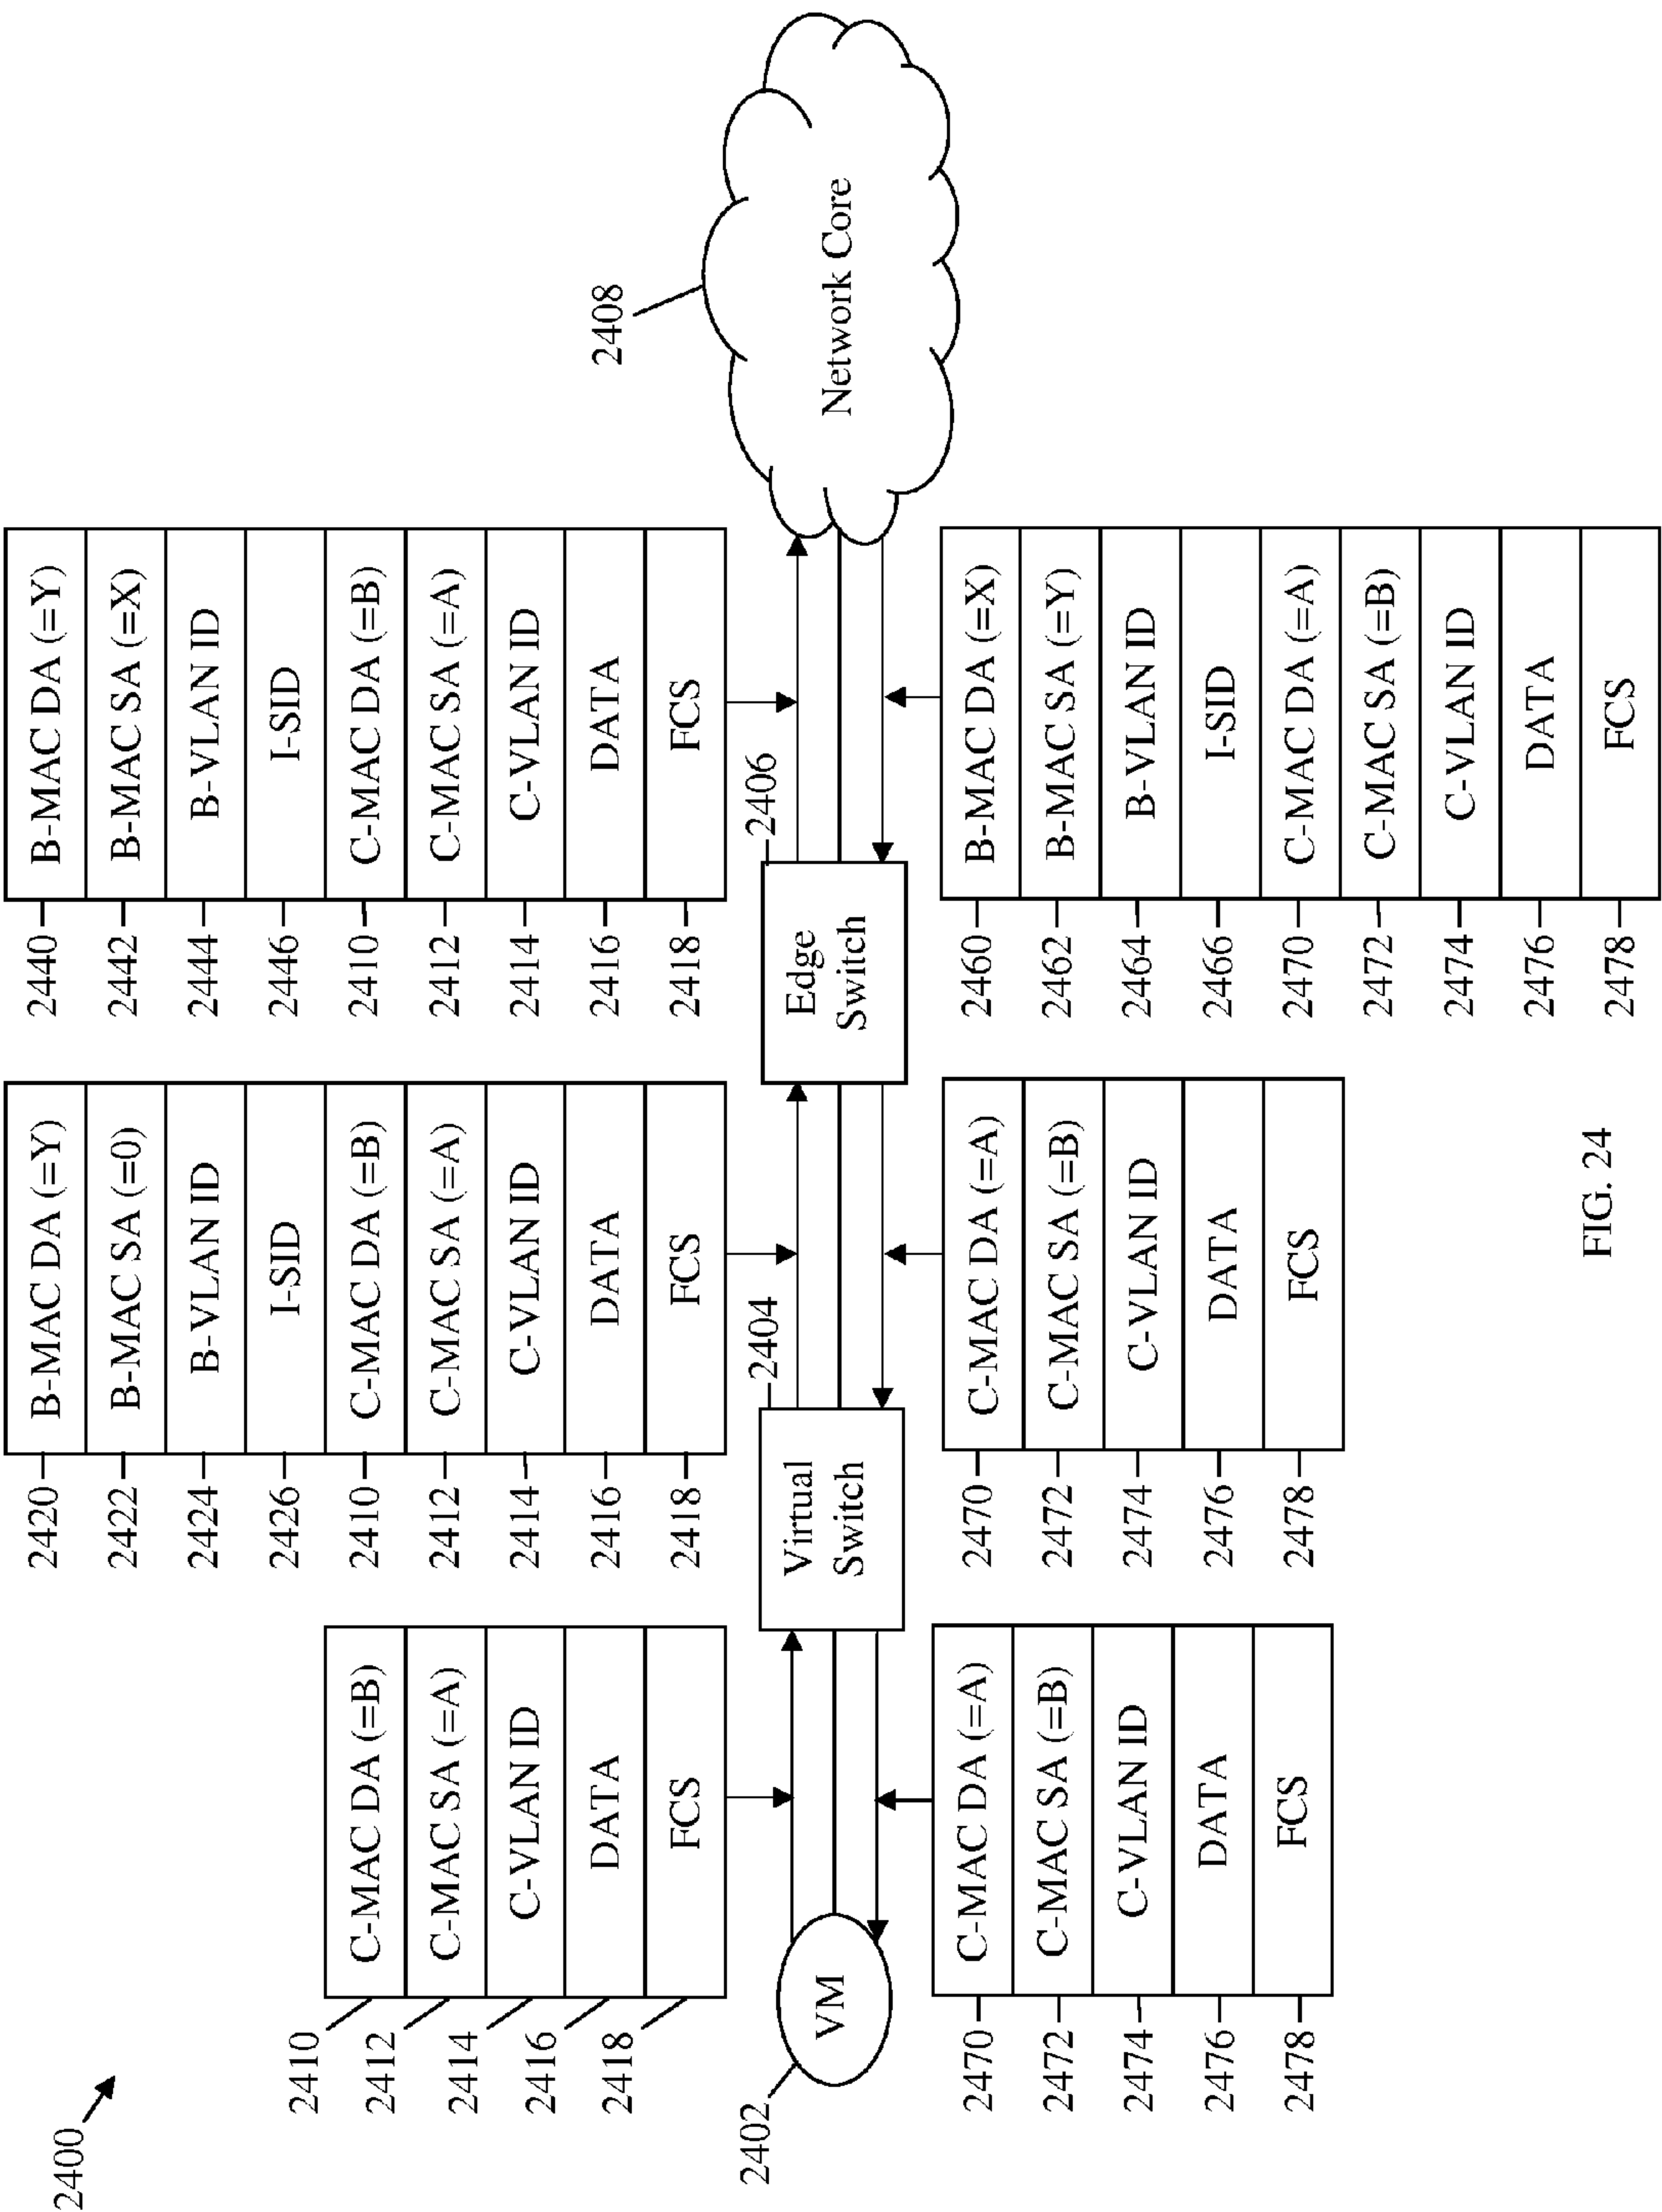 2400
2410
2412
2414
2416
2418
C-MAC DA (=B)
C-MAC SA (=A)
C-VLAN ID
DATA
FCS
2420
2422
2424
2426
2410
2412
2414
2416
2418
B-MAC DA (=Y)
B-MAC SA (=0)
B-VLAN ID
I-SID
C-MAC DA (=B)
C-MAC SA (=A)
C-VLAN ID
DATA
FCS
2440
2442
2444
2446
2410
2412
2414
2416
2418
B-MAC DA (=Y)
B-MAC SA (=X)
B-VLAN ID
I-SID
C-MAC DA (=B)
C-MAC SA (=A)
C-VLAN ID
DATA
FCS
2402
VM
2404
Virtual
Switch
2406
Edge
Switch
2408
Network Core
2470
2472
2474
2476
2478
C-MAC DA (=A)
C-MAC SA (=B)
C-VLAN ID
DATA
FCS
2470
2472
2474
2476
2478
C-MAC DA (=A)
C-MAC SA (=B)
C-VLAN ID
DATA
FCS
2460
2462
2464
2466
2470
2472
2474
2476
2478
B-MAC DA (=X)
B-MAC SA (=Y)
B-VLAN ID
I-SID
C-MAC DA (=A)
C-MAC SA (=B)
C-VLAN ID
DATA
FCS
FIG. 24